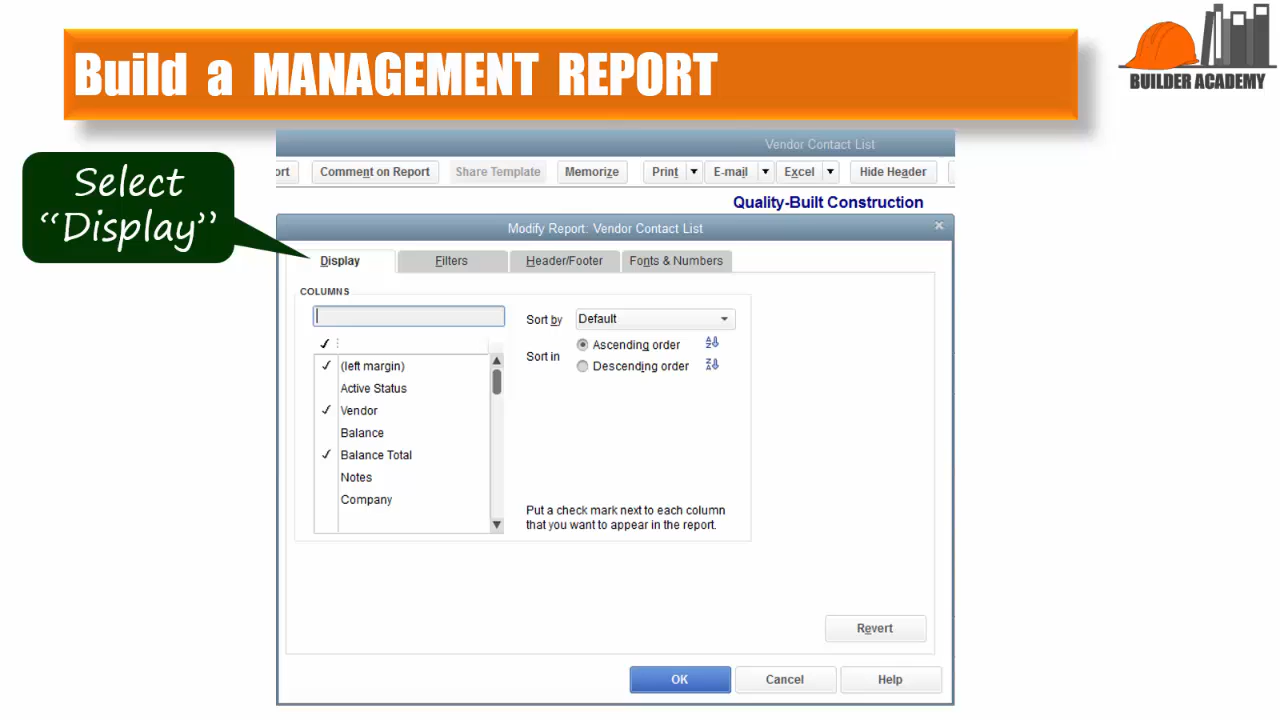 Build a MANAGEMENT REPORT
BUILDER ACADEMY
Select
“Display”
Vendor Contact List
ort Comment on Report Share Template Memorize Print E-mail Excel Hide Header
Quality-Built Construction
Modify Report: Vendor Contact List
Display Filters Header/Footer Fonts & Numbers
COLUMNS
Sort by Default
Sort in Ascending order
Descending order
(left margin)
Active Status
Vendor
Balance
Balance Total
Notes
Company
Put a check mark next to each column
that you want to appear in the report.
Revert
OK Cancel Help